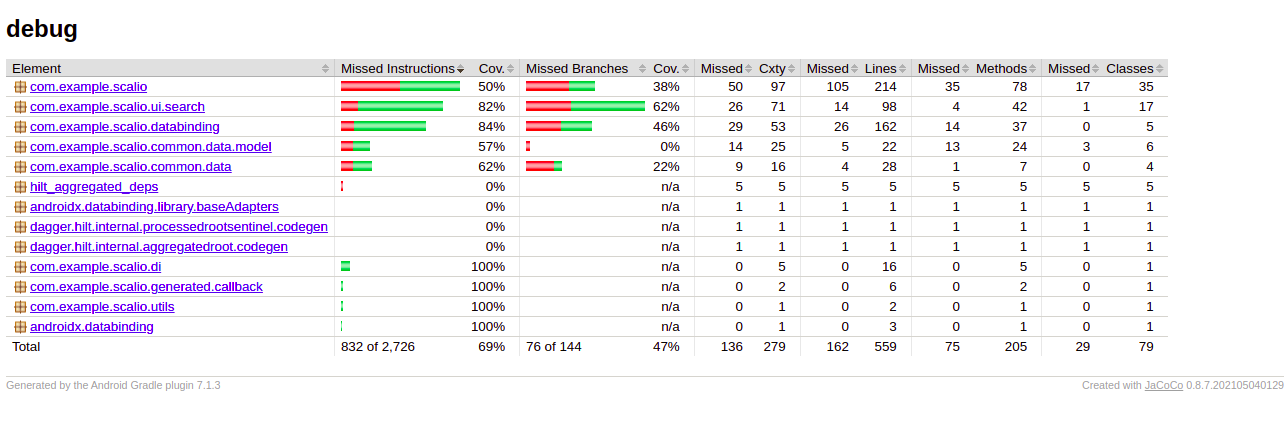 debug
Element Missed Instructions Cov. Missed Branches Cov. Missed Cxty Missed Lines Missed Methods Missed Classes
com.example.scalio 50% 38% 50 97 105 214 35 78 17 35
com.example.scalio.ui.search 82% 62% 26 71 14 98 4 42 1 17
com.example.scalio.databinding 84% 46% 29 53 26 162 14 37 0 5
com.example.scalio.common.data.model 57% 0% 14 25 5 22 13 24 3 6
com.example.scalio.common.data 62% 22% 9 16 4 28 1 7 0 4
hilt_aggregated_deps 0% n/a 5 5 5 5 5 5 5 5
androidx.databinding.library.baseAdapters 0% n/a 1 1 1 1 1 1 1 1
dagger.hilt.internal.processedrootsentinel.codegen 0% n/a 1 1 1 1 1 1 1 1
dagger.hilt.internal.aggregatedroot.codegen 0% n/a 1 1 1 1 1 1 1 1
com.example.scalio.di 100% n/a 0 5 0 16 0 5 0 1
com.example.scalio.generated.callback 100% n/a 0 2 0 6 0 2 0 1
com.example.scalio.utils 100% n/a 0 1 0 2 0 1 0 1
androidx.databinding 100% n/a 0 1 0 3 0 1 0 1
Total 832 of 2,726 69% 76 of 144 47% 136 279 162 559 75 205 29 79
Generated by the Android Gradle plugin 7.1.3 Created with JaCoCo 0.8.7.202105040129